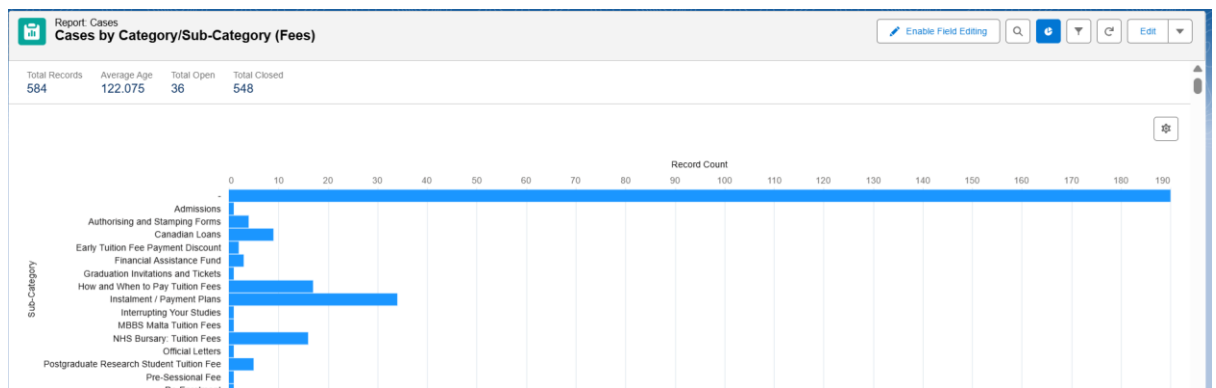 Report: Cases
Cases by Category/Sub-Category (Fees)
Enable Field Editing
Edit
Total Records Average Age Total Open Total Closed
584 122.075 36 548
Record Count
0 10 20 30 40 50 60 70 80 90 100 110 120 130 140 150 160 170 180 190
Sub-Category
-
Admissions
Authorising and Stamping Forms
Canadian Loans
Early Tuition Fee Payment Discount
Financial Assistance Fund
Graduation Invitations and Tickets
How and When to Pay Tuition Fees
Instalment / Payment Plans
Interrupting Your Studies
MBBS Malta Tuition Fees
NHS Bursary: Tuition Fees
Official Letters
Postgraduate Research Student Tuition Fee
Pre-Sessional Fee